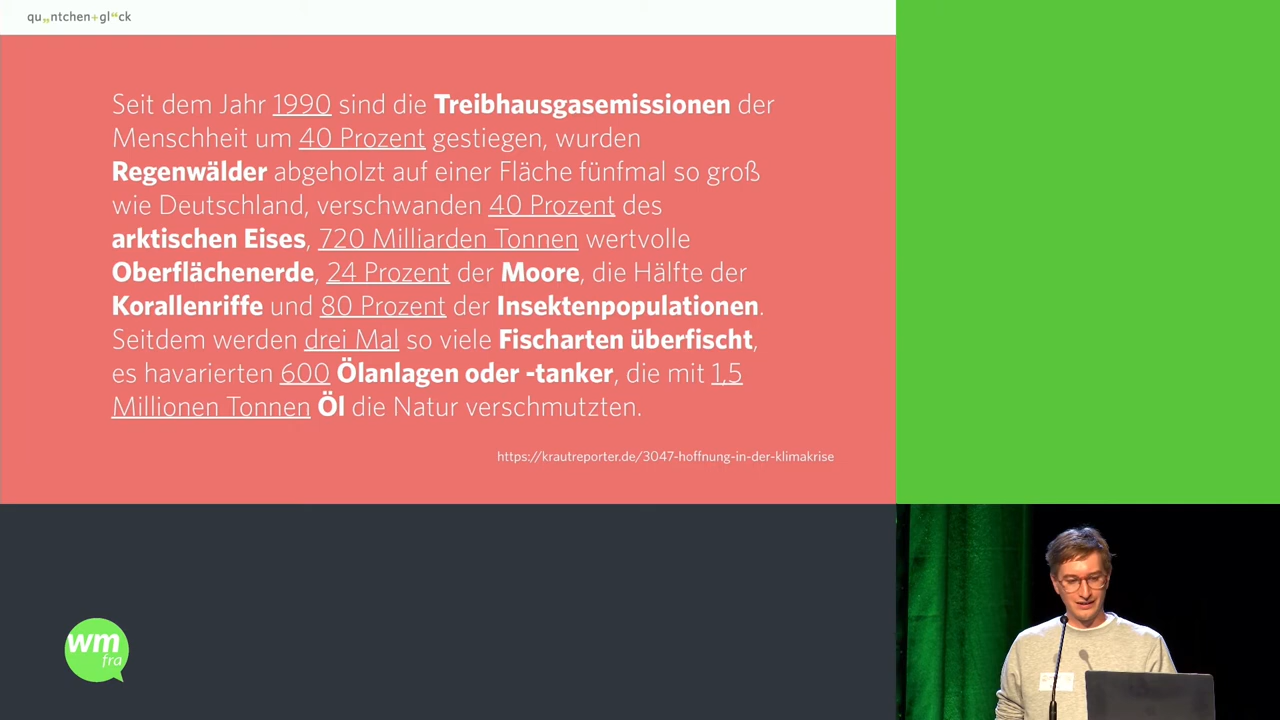 qu„ntchen+gl“ck
Seit dem Jahr 1990 sind die Treibhausgasemissionen der
Menschheit um 40 Prozent gestiegen, wurden
Regenwälder abgeholzt auf einer Fläche fünfmal so groß
wie Deutschland, verschwanden 40 Prozent des
arktischen Eises, 720 Milliarden Tonnen wertvolle
Oberflächenerde, 24 Prozent der Moore, die Hälfte der
Korallenriffe und 80 Prozent der Insektenpopulationen.
Seitdem werden drei Mal so viele Fischarten überfischt,
es havarierten 600 Ölanlagen oder -tanker, die mit 1,5
Millionen Tonnen Öl die Natur verschmutzten.
https://krautreporter.de/3047-hoffnung-in-der-klimakrise
wm
fra